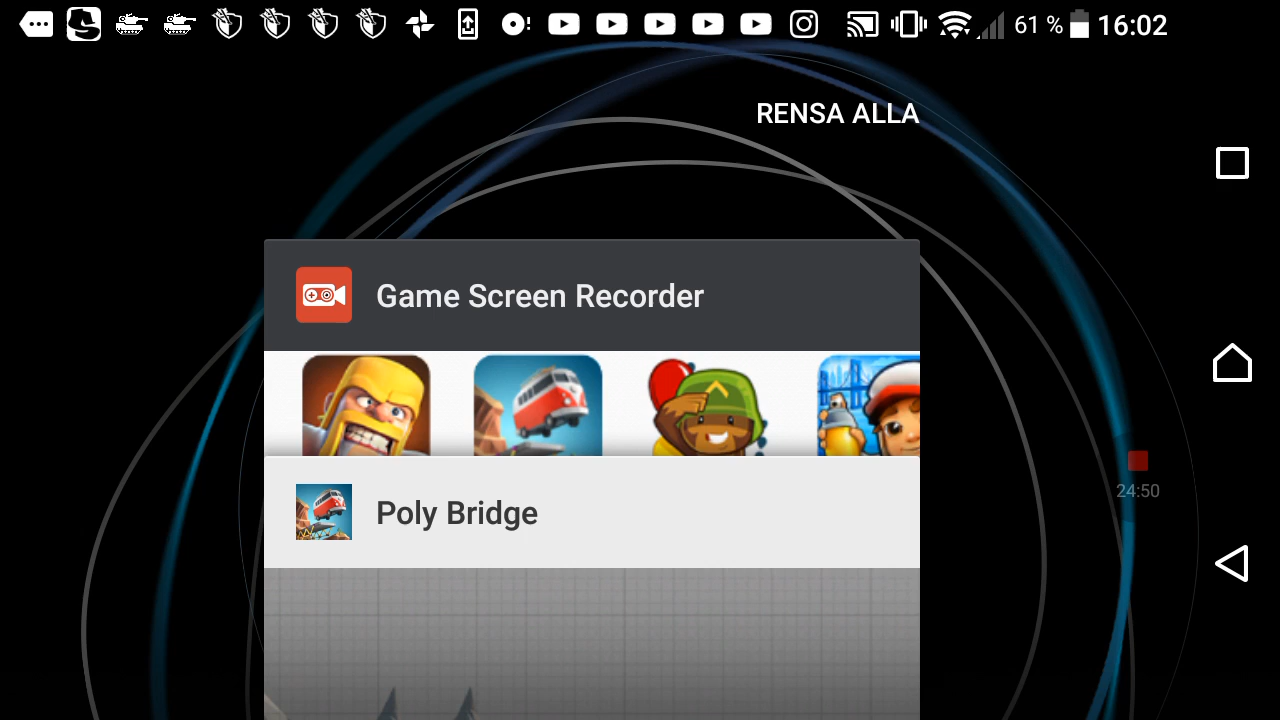 61 % 16:02
RENSA ALLA
Game Screen Recorder
24:50
Poly Bridge